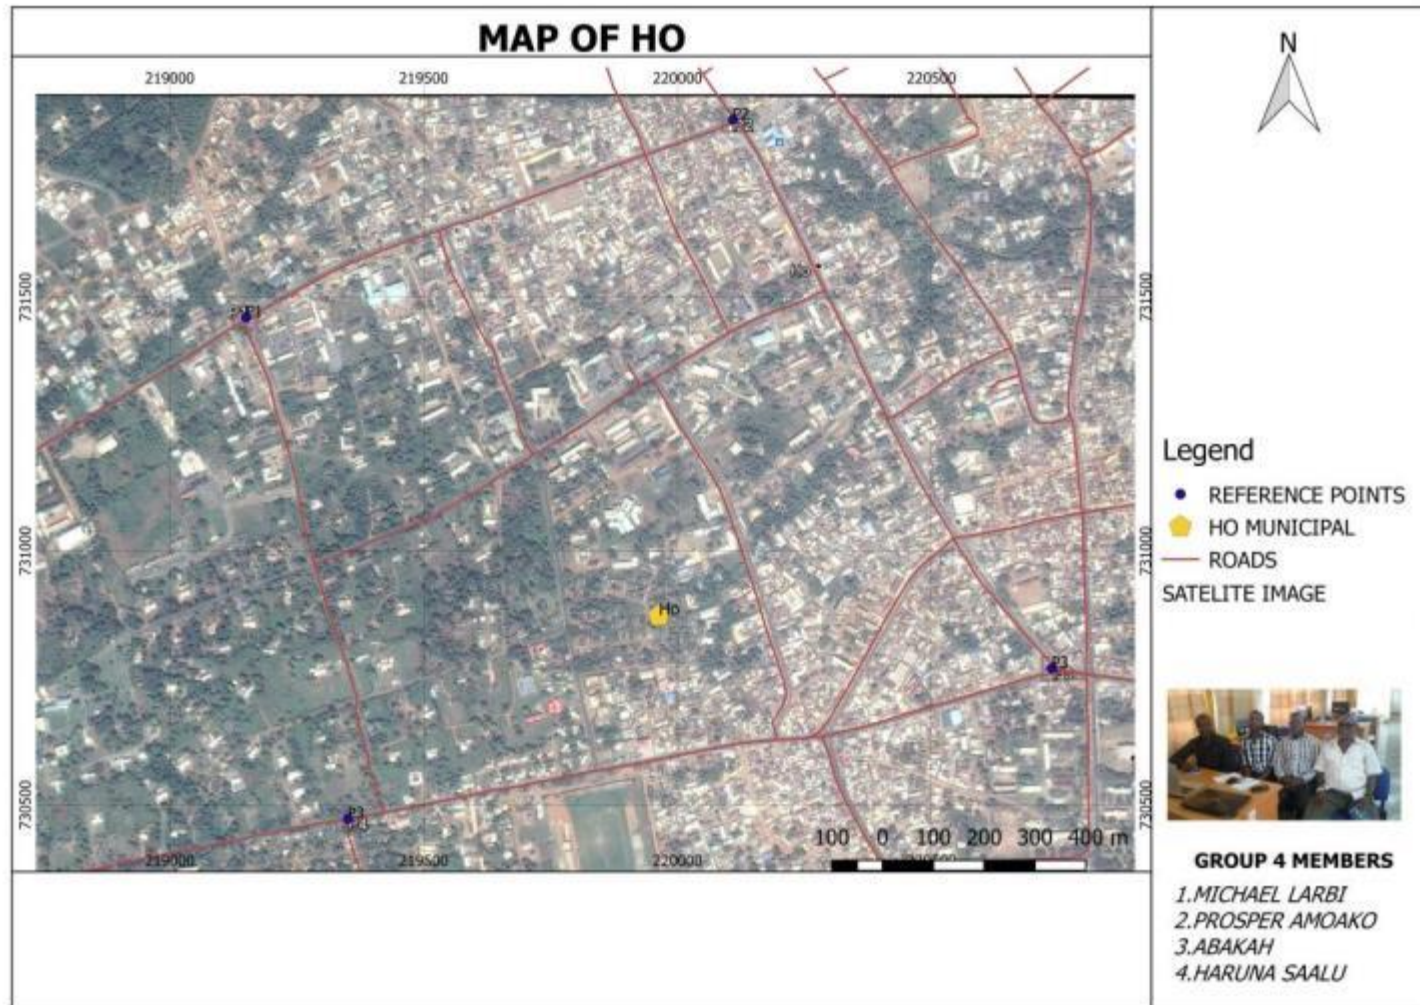 MAP OF HO
219000 219500 220000 220500
P2
P1
Ho
731500 731500
731000 731000
Ho
P3
P3
730500 730500
100 0 100 200 300 400 m
219000 219500 220000
N
Legend
REFERENCE POINTS
HO MUNICIPAL
ROADS
SATELITE IMAGE
GROUP 4 MEMBERS
1.MICHAEL LARBI
2.PROSPER AMOAKO
3.ABAKAH
4.HARUNA SAALU